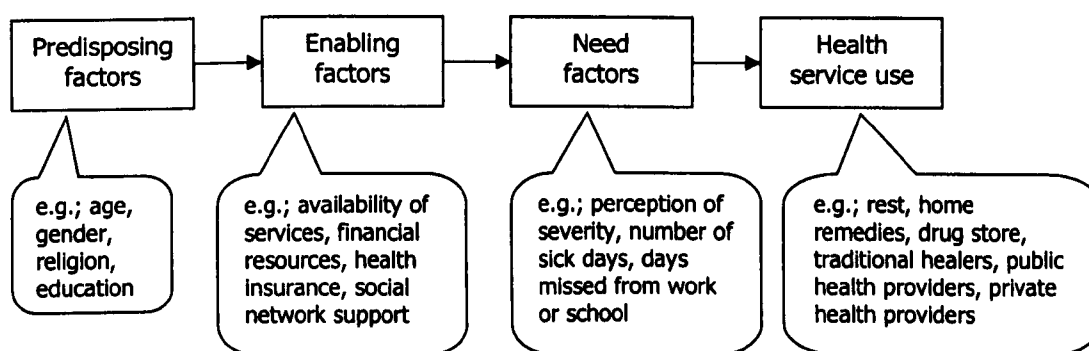 Predisposing
factors
Enabling
factors
Need
factors
Health
service use
e.g.; age,
gender,
religion,
education
e.g.; availability of
services, financial
resources, health
insurance, social
network support
e.g.; perception of
severity, number of
sick days, days
missed from work
or school
e.g.; rest, home
remedies, drug store,
traditional healers, public
health providers, private
health providers